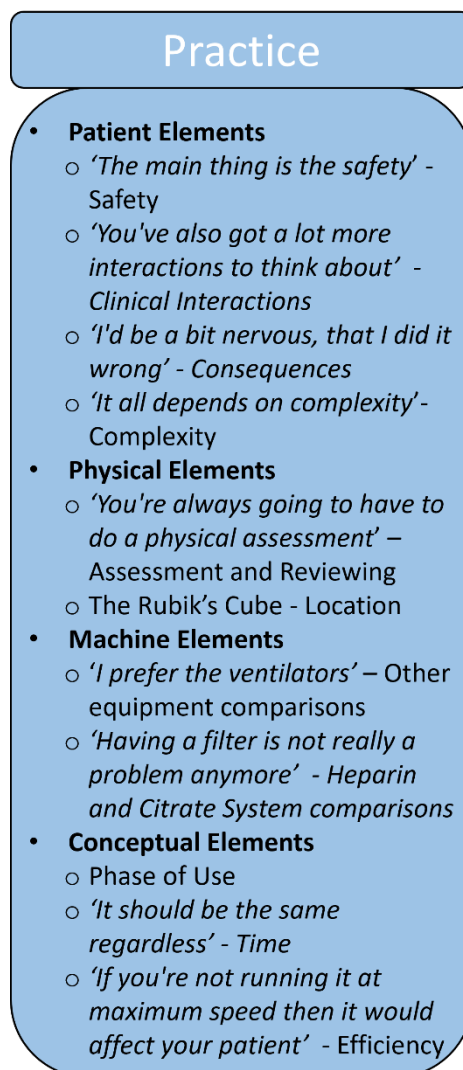 Practice
• Patient Elements
o ‘The main thing is the safety’ -
Safety
o ‘You've also got a lot more
interactions to think about’ -
Clinical Interactions
o ‘I'd be a bit nervous, that I did it
wrong’ - Consequences
o ‘It all depends on complexity’-
Complexity
• Physical Elements
o ‘You're always going to have to
do a physical assessment’ –
Assessment and Reviewing
o The Rubik’s Cube - Location
• Machine Elements
o ‘I prefer the ventilators’ – Other
equipment comparisons
o ‘Having a filter is not really a
problem anymore’ - Heparin
and Citrate System comparisons
• Conceptual Elements
o Phase of Use
o ‘It should be the same
regardless’ - Time
o ‘If you're not running it at
maximum speed then it would
affect your patient’ - Efficiency